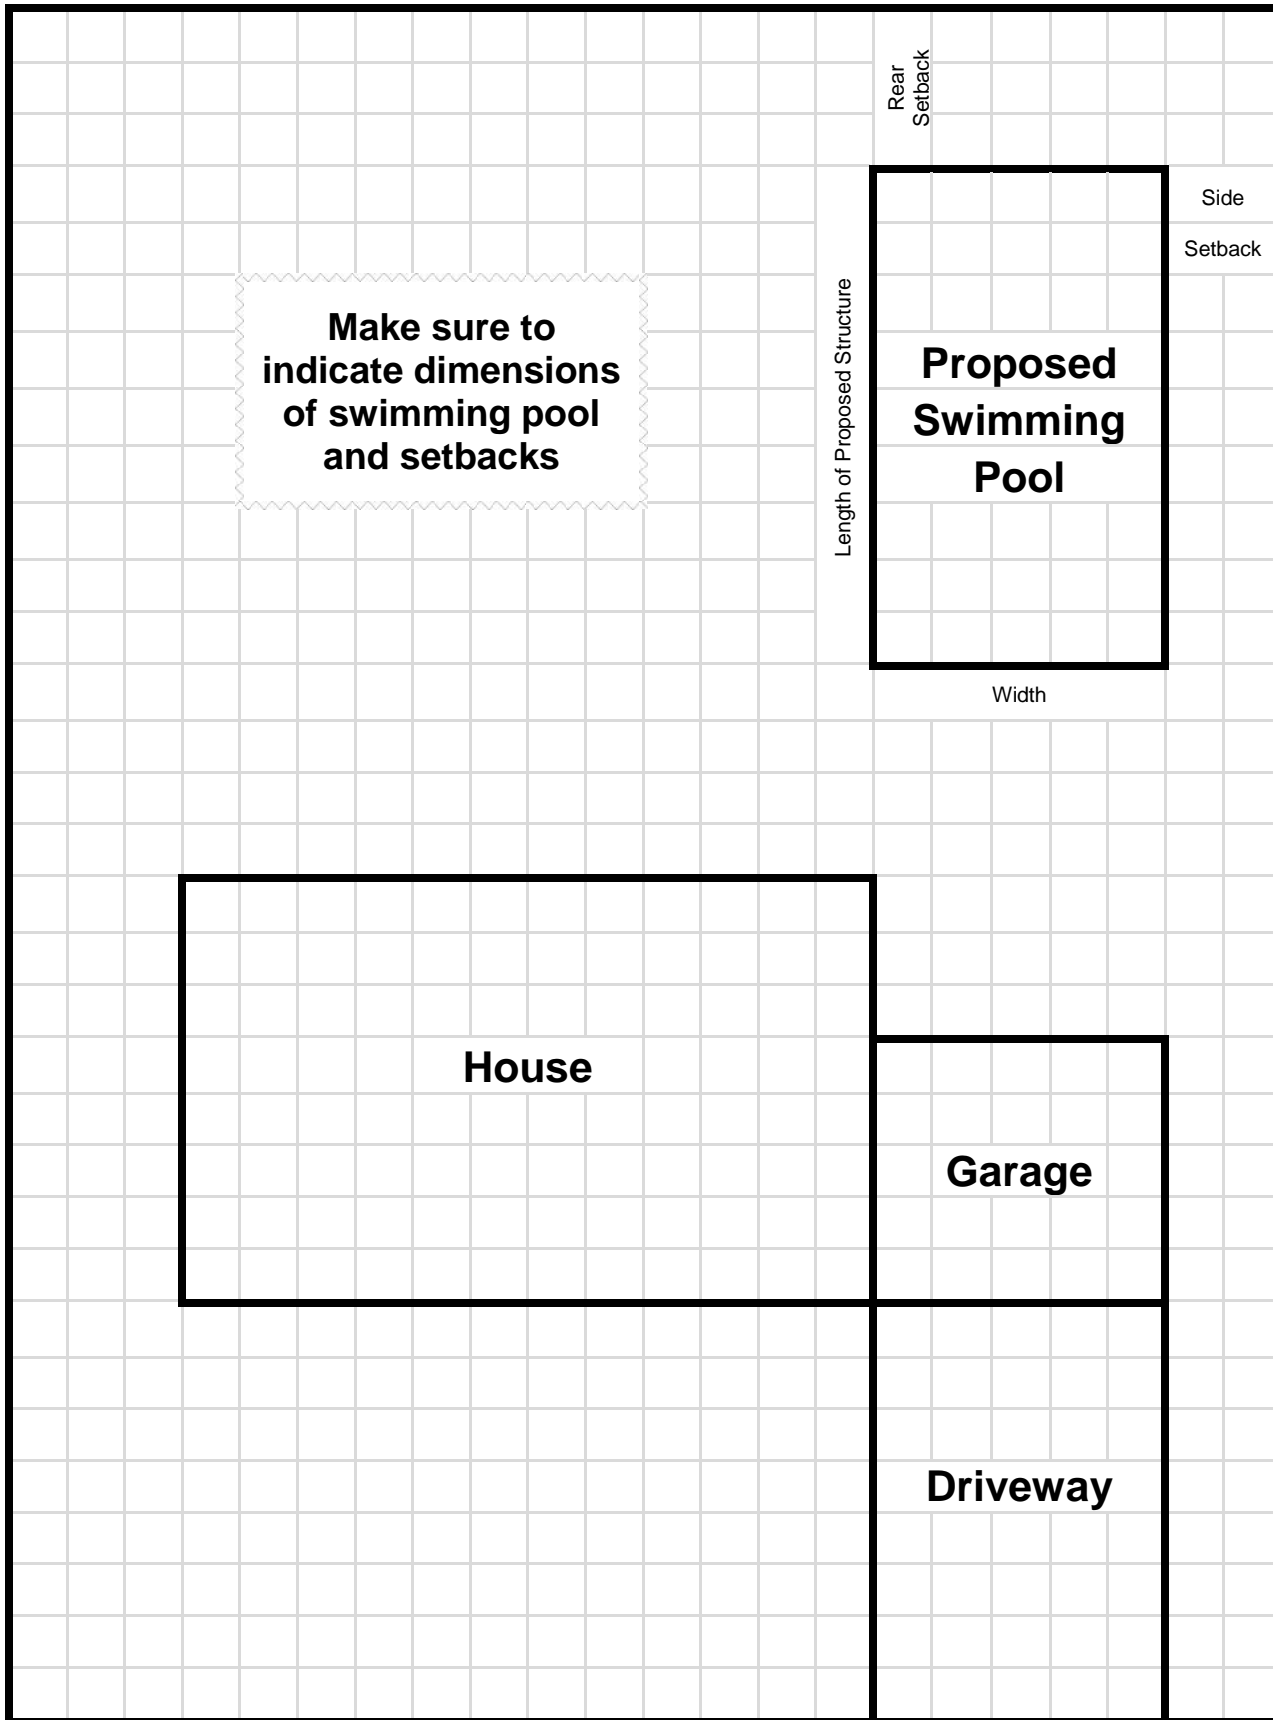 Rear
Setback
Side
Setback
Length of Proposed Structure
Make sure to
indicate dimensions
of swimming pool
and setbacks
Proposed
Swimming
Pool
Width
House
Garage
Driveway